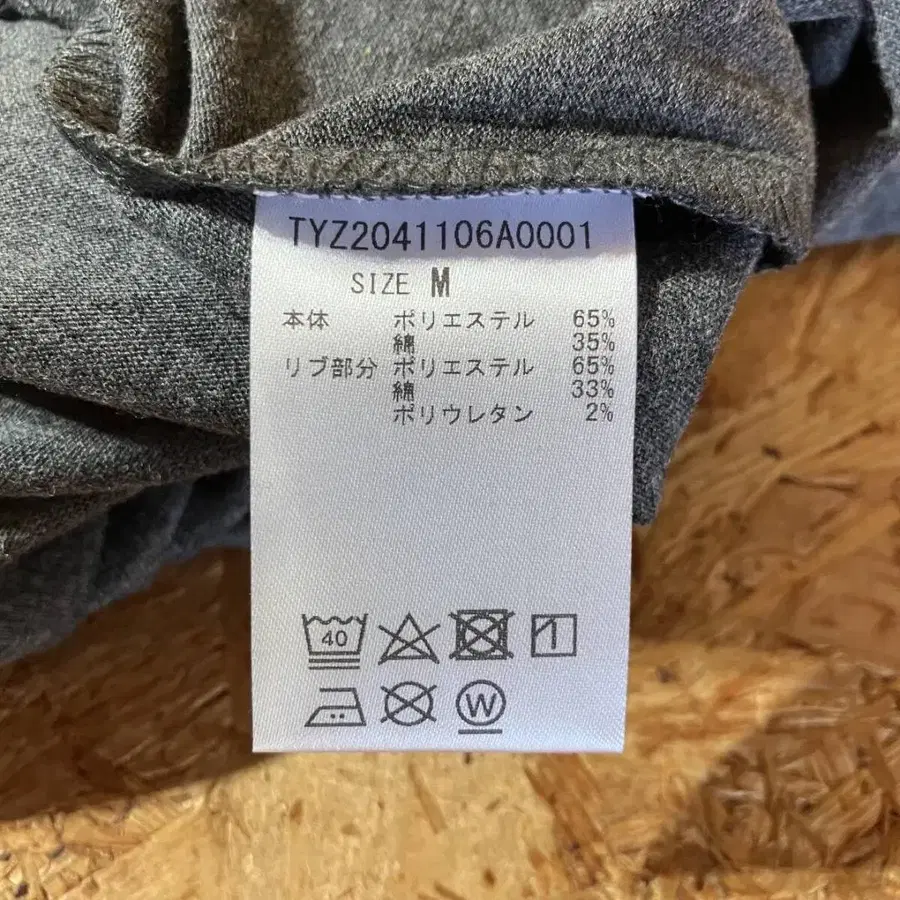 TYZ2041106A0001
SIZE M
本体 ポリエステル 65%
綿 35%
リブ部分 ポリエステル 65%
綿 33%
ポリウレタン 2%
40
W